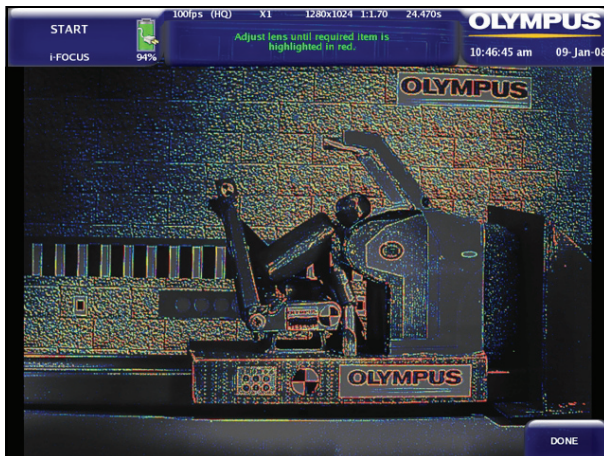 START
i-FOCUS
94%
100fps (HQ) X1 1280x1024 1:1.70 24.470s
Adjust lens until required item is
highlighted in red.
OLYMPUS
10:46:45 am 09-Jan-08
OLYMPUS
OLYMPUS
DONE